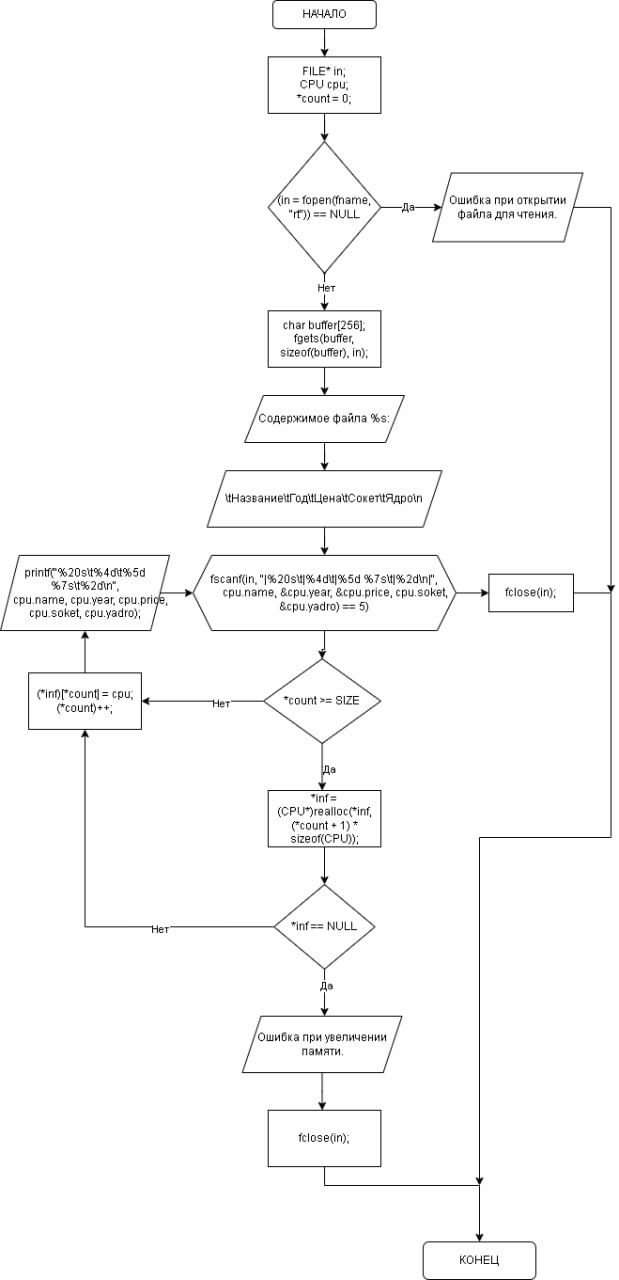 НАЧАЛО
FILE* in;
CPU cpu;
*count = 0;
(in = fopen(fname,
"rt")) == NULL
Да
Ошибка при открытии
файла для чтения.
Нет
char buffer[256];
fgets(buffer,
sizeof(buffer), in);
Содержимое файла %s:
\tНазвание\tГод\tЦена\tСокет\tЯдро\n
printf("%20s\t%4d\t%5d
%7s\t%2d\n",
cpu.name, cpu.year, cpu.price,
cpu.soket, cpu.yadro);
fscanf(in, "|%20s\t|%4d\t|%5d %7s\t|%2d\n|",
cpu.name, &cpu.year, &cpu.price, cpu.soket,
&cpu.yadro) == 5)
fclose(in);
(*inf)[*count] = cpu;
(*count)++;
Нет
*count >= SIZE
Да
*inf =
(CPU*)realloc(*inf,
(*count + 1) *
sizeof(CPU));
Нет
*inf == NULL
Да
Ошибка при увеличении
памяти.
fclose(in);
КОНЕЦ